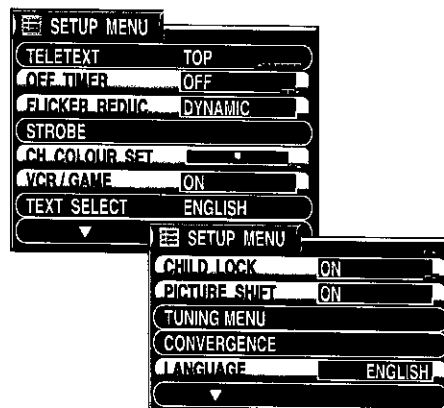 SETUP MENU
TELETEXT TOP
OFF TIMER OFF
FLICKER REDUC. DYNAMIC
STROBE
CH COLOUR SET
VCR / GAME ON
TEXT SELECT ENGLISH
SETUP MENU
CHILD LOCK ON
PICTURE SHIFT ON
TUNING MENU
CONVERGENCE
LANGUAGE ENGLISH